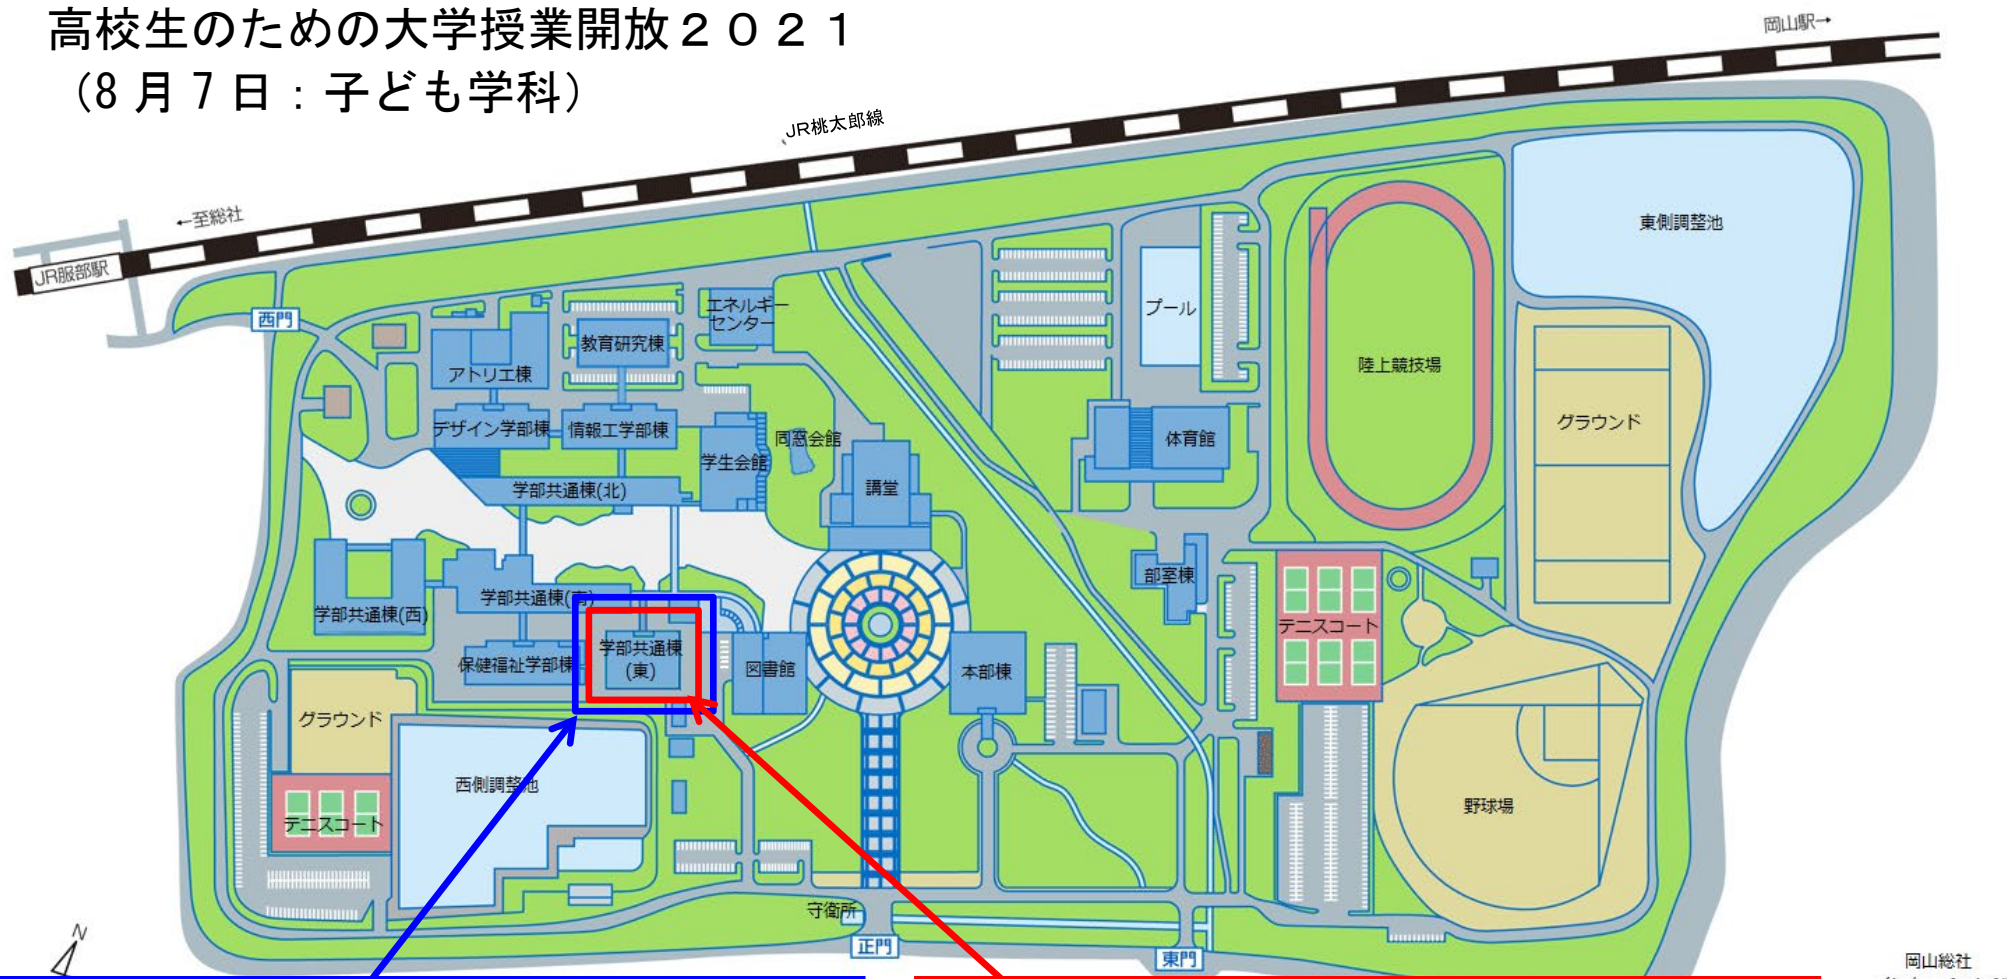 高校生のための大学授業開放２０２１
（8月7日：子ども学科）
岡山駅→
JR桃太郎線
←至総社
JR服部駅
西門
東側調整池
エネルギー
センター
プール
教育研究棟
陸上競技場
アトリエ棟
グラウンド
デザイン学部棟
情報工学部棟
同窓会館
体育館
学生会館
学部共通棟(北)
講堂
部室棟
学部共通棟(南)
学部共通棟(西)
テニスコート
学部共通棟
(東)
保健福祉学部棟
図書館
本部棟
グラウンド
西側調整池
野球場
テニスコート
守衛所
N
正門
東門
岡山総社